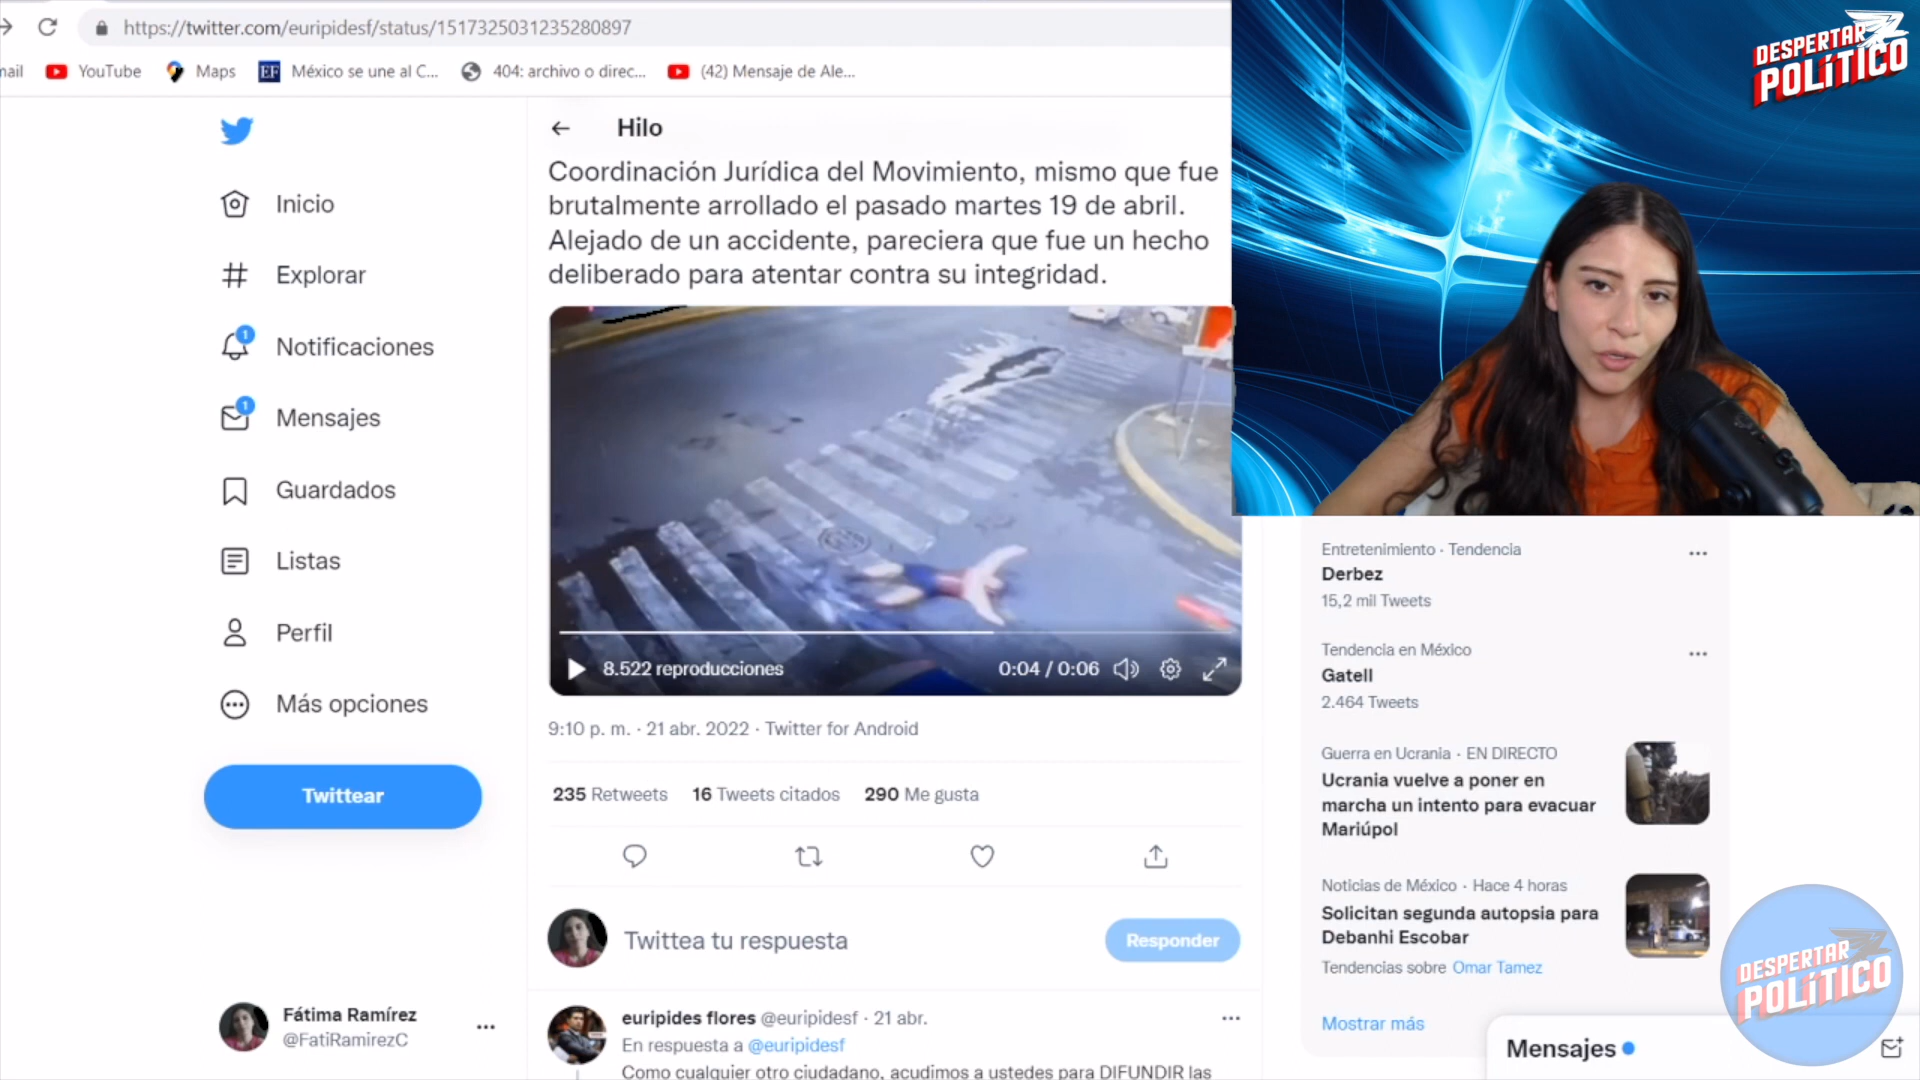 https://twitter.com/euripidesf/status/1517325031235280897
DESPERTAR
POLÍTICO
mail
YouTube
Maps
EF
México se une al C...
404: archivo o direc...
(42) Mensaje de Ale...
Hilo
Coordinación Jurídica del Movimiento, mismo que fue
brutalmente arrollado el pasado martes 19 de abril.
Alejado de un accidente, pareciera que fue un hecho
deliberado para atentar contra su integridad.
Inicio
Explorar
1
Notificaciones
1
Mensajes
Guardados
Listas
Perfil
Más opciones
Twittear
8.522 reproducciones
0:04 / 0:06
9:10 p. m. · 21 abr. 2022 · Twitter for Android
235 Retweets 16 Tweets citados 290 Me gusta
Twittea tu respuesta
Responder
euripides flores @euripidesf · 21 abr.
En respuesta a @euripidesf
Como cualquier otro ciudadano, acudimos a ustedes para DIFUNDIR las
Fátima Ramírez
@FatiRamirezC
Entretenimiento · Tendencia
Derbez
15,2 mil Tweets
Tendencia en México
Gatell
2.464 Tweets
Guerra en Ucrania · EN DIRECTO
Ucrania vuelve a poner en
marcha un intento para evacuar
Mariúpol
Noticias de México · Hace 4 horas
Solicitan segunda autopsia para
Debanhi Escobar
Tendencias sobre Omar Tamez
Mostrar más
Mensajes
DESPERTAR
POLÍTICO